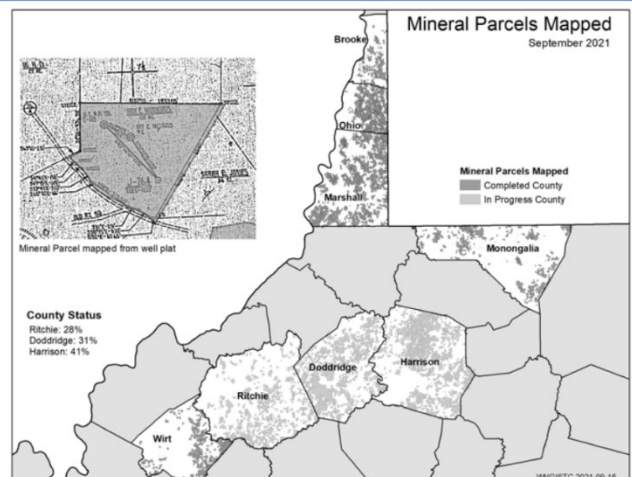 Mineral Parcels Mapped
September 2021
Brooke
Ohio
Marshall
Mineral Parcels Mapped
Completed County
In Progress County
Mineral Parcel mapped from well plat
Monongalia
County Status
Ritchie: 28%
Doddridge: 31%
Harrison: 41%
Harrison
Doddridge
Ritchie
Wirt